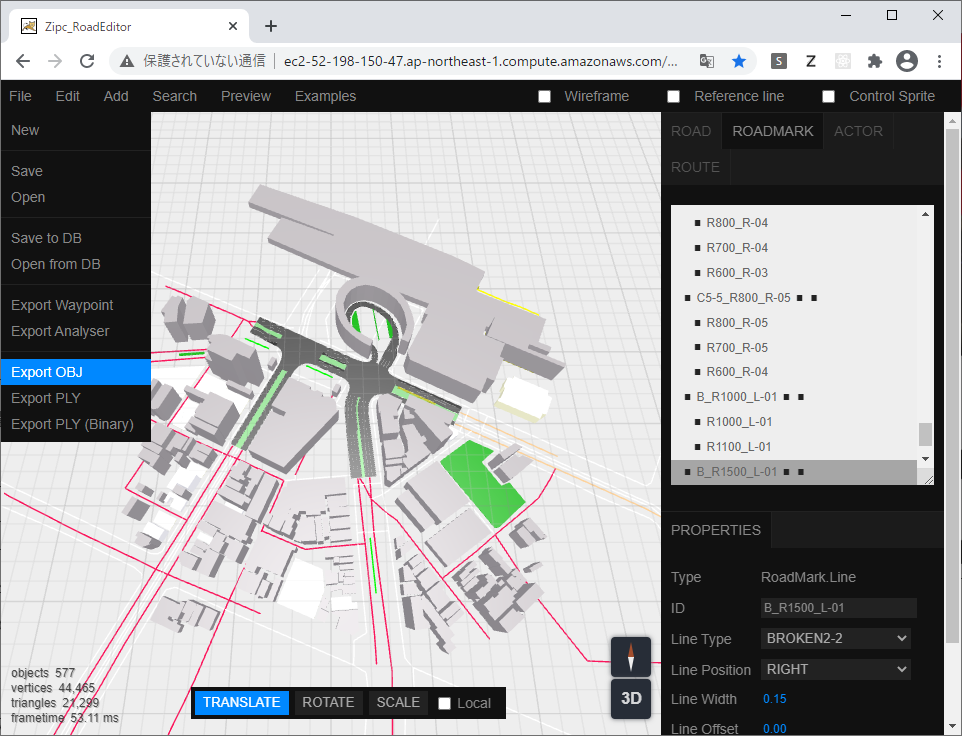 Zipc_RoadEditor
保護されていない通信 ec2-52-198-150-47.ap-northeast-1.compute.amazonaws.com/...
S Z
File Edit Add Search Preview Examples Wireframe Reference line Control Sprite
New
Save
Open
Save to DB
Open from DB
Export Waypoint
Export Analyser
Export OBJ
Export PLY
Export PLY (Binary)
ROAD ROADMARK ACTOR
ROUTE
R800_R-04
R700_R-04
R600_R-03
C5-5_R800_R-05
R800_R-05
R700_R-05
R600_R-04
B_R1000_L-01
R1000_L-01
R1100_L-01
B_R1500_L-01
PROPERTIES
Type RoadMark.Line
ID B_R1500_L-01
Line Type BROKEN2-2
Line Position RIGHT
Line Width 0.15
Line Offset 0.00
objects 577
vertices 44,465
triangles 21,299
frametime 53.11 ms
TRANSLATE ROTATE SCALE Local
3D